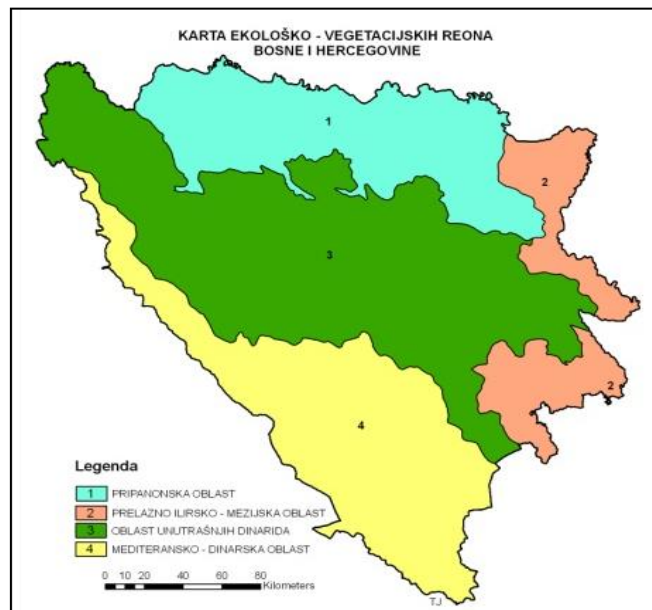 KARTA EKOLOŠKO - VEGETACIJSKIH REONA
BOSNE I HERCEGOVINE
1
2
3
2
4
Legenda
1 PRIPANONSKA OBLAST
2 PRELAZNO ILIRSKO - MEZIJSKA OBLAST
3 OBLAST UNUTRAŠNJIH DINARIDA
4 MEDITERANSKO - DINARSKA OBLAST
0 10 20 40 60 80
Kilometers
TJ